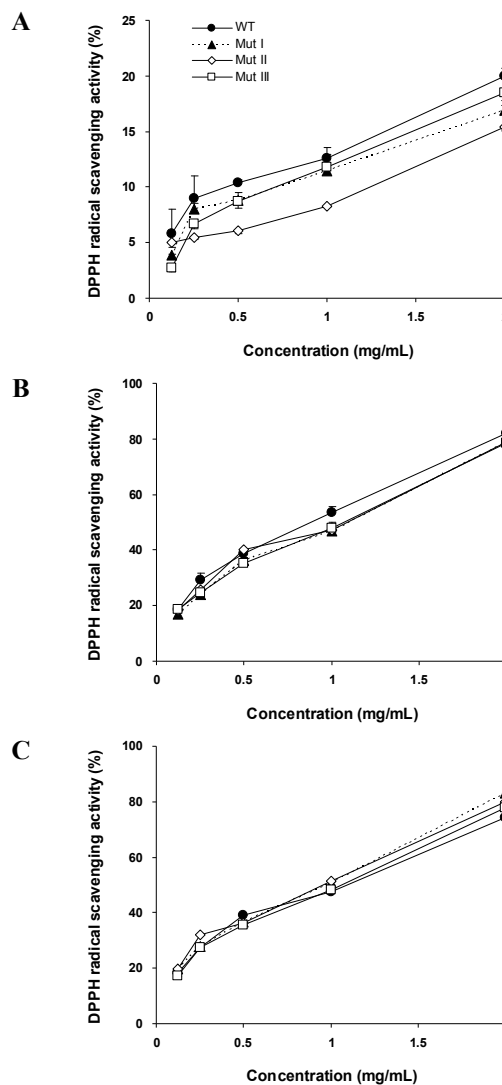 A
DPPH radical scavenging activity (%)
25
20
15
10
5
0
WT
Mut I
Mut II
Mut III
0 0.5 1 1.5
Concentration (mg/mL)
B
DPPH radical scavenging activity (%)
100
80
60
40
20
0
0 0.5 1 1.5
Concentration (mg/mL)
C
DPPH radical scavenging activity (%)
100
80
60
40
20
0
0 0.5 1 1.5
Concentration (mg/mL)